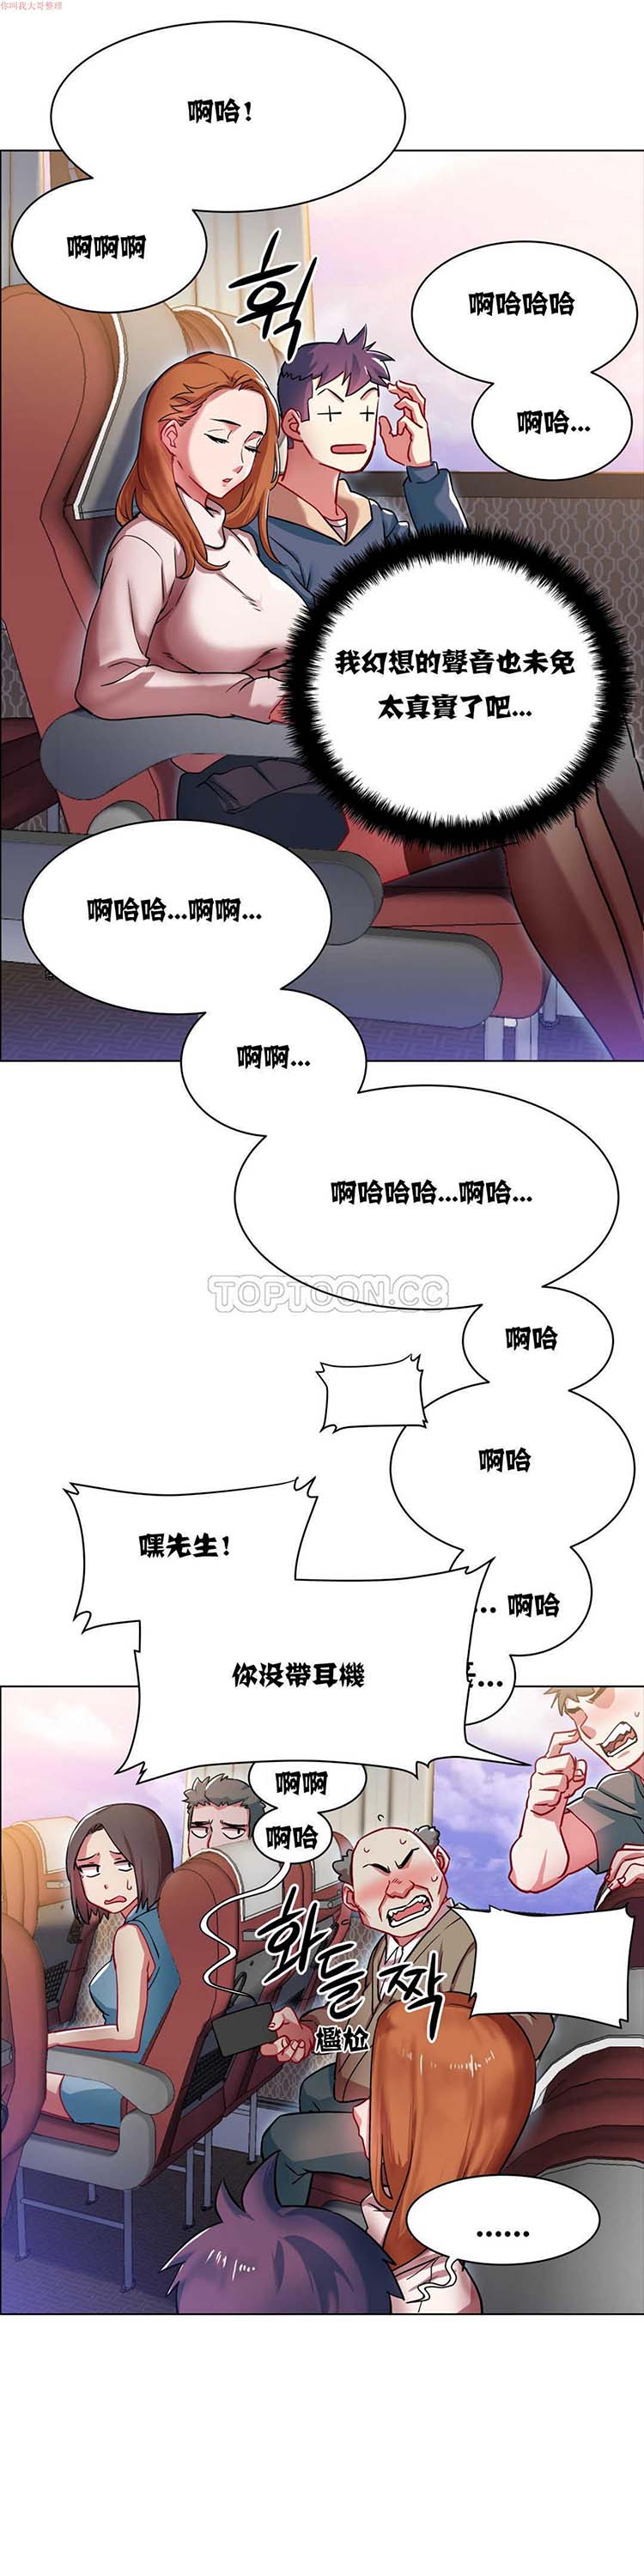 你叫我大哥整理
啊哈!
啊啊啊
획
啊哈哈哈
啊哈...
我幻想的聲音也未免
太真實了吧...
啊哈哈...啊啊...
啊啊...
啊哈哈哈...啊哈...
TOPTOON.CC
啊哈
啊哈
嘿先生!
... 啊哈
你没帶耳機
...
啊啊
啊哈
화들짝
尷尬
......